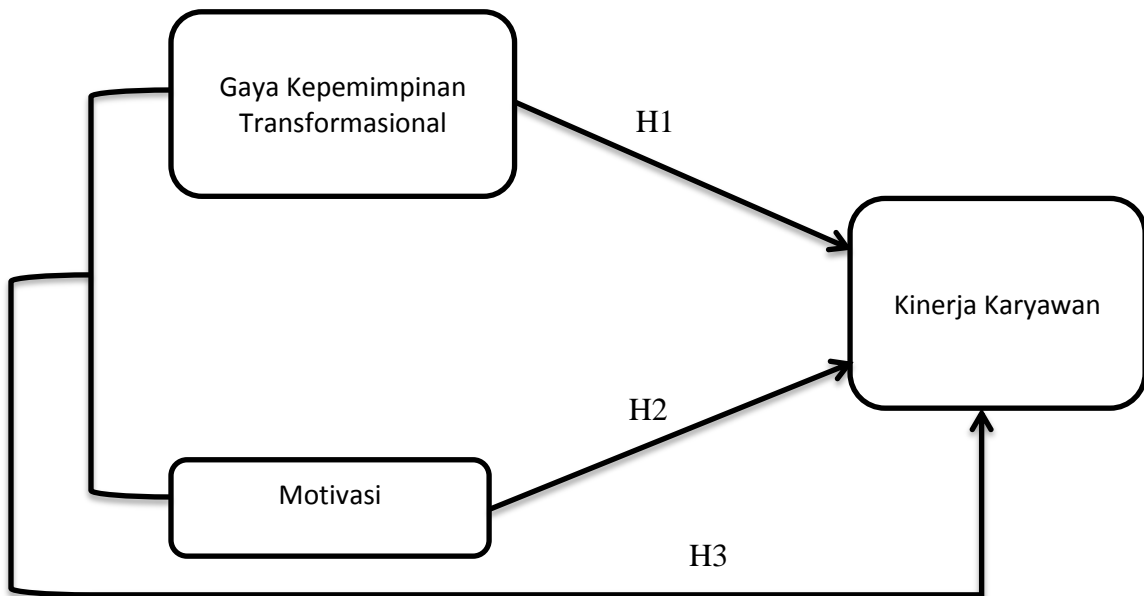 Gaya Kepemimpinan
Transformasional
H1
Kinerja Karyawan
H2
Motivasi
H3